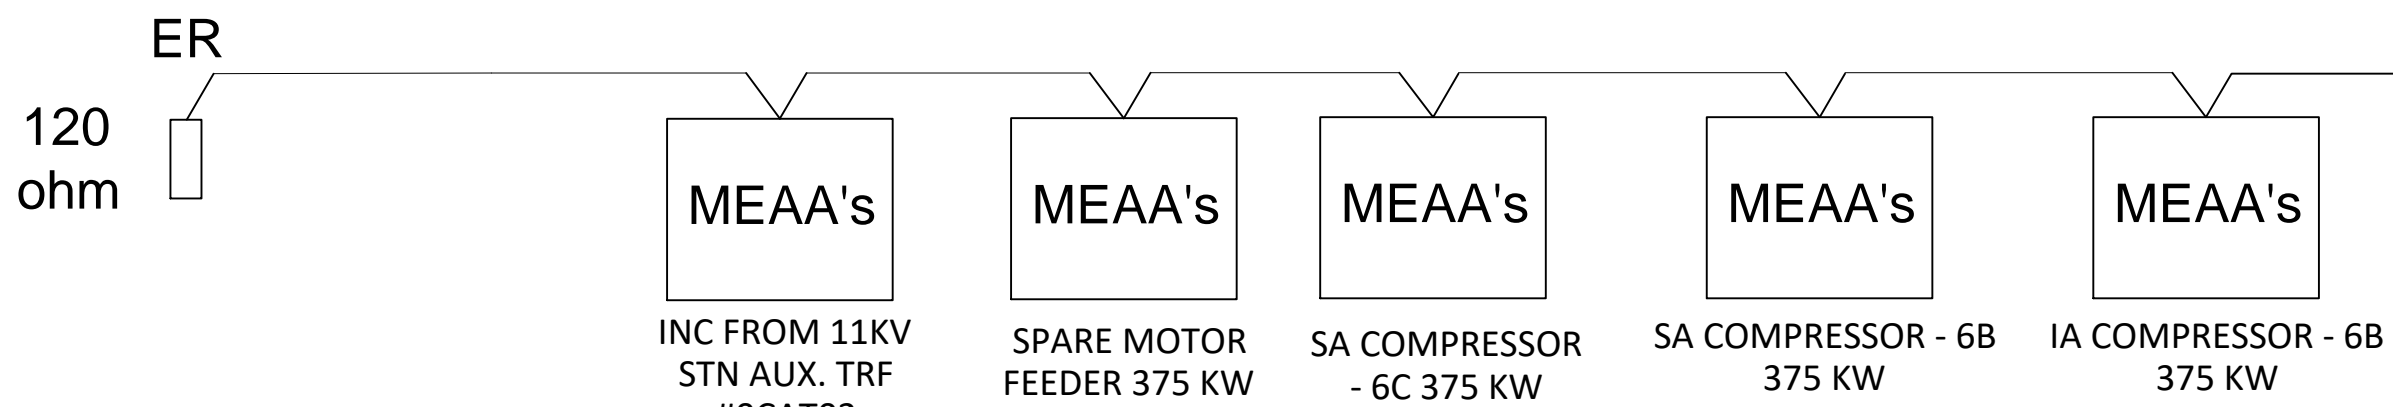 ER
120
ohm
MEAA's
MEAA's
MEAA's
MEAA's
MEAA's
INC FROM 11KV
STN AUX. TRF
SPARE MOTOR
FEEDER 375 KW
SA COMPRESSOR
- 6C 375 KW
SA COMPRESSOR - 6B
375 KW
IA COMPRESSOR - 6B
375 KW